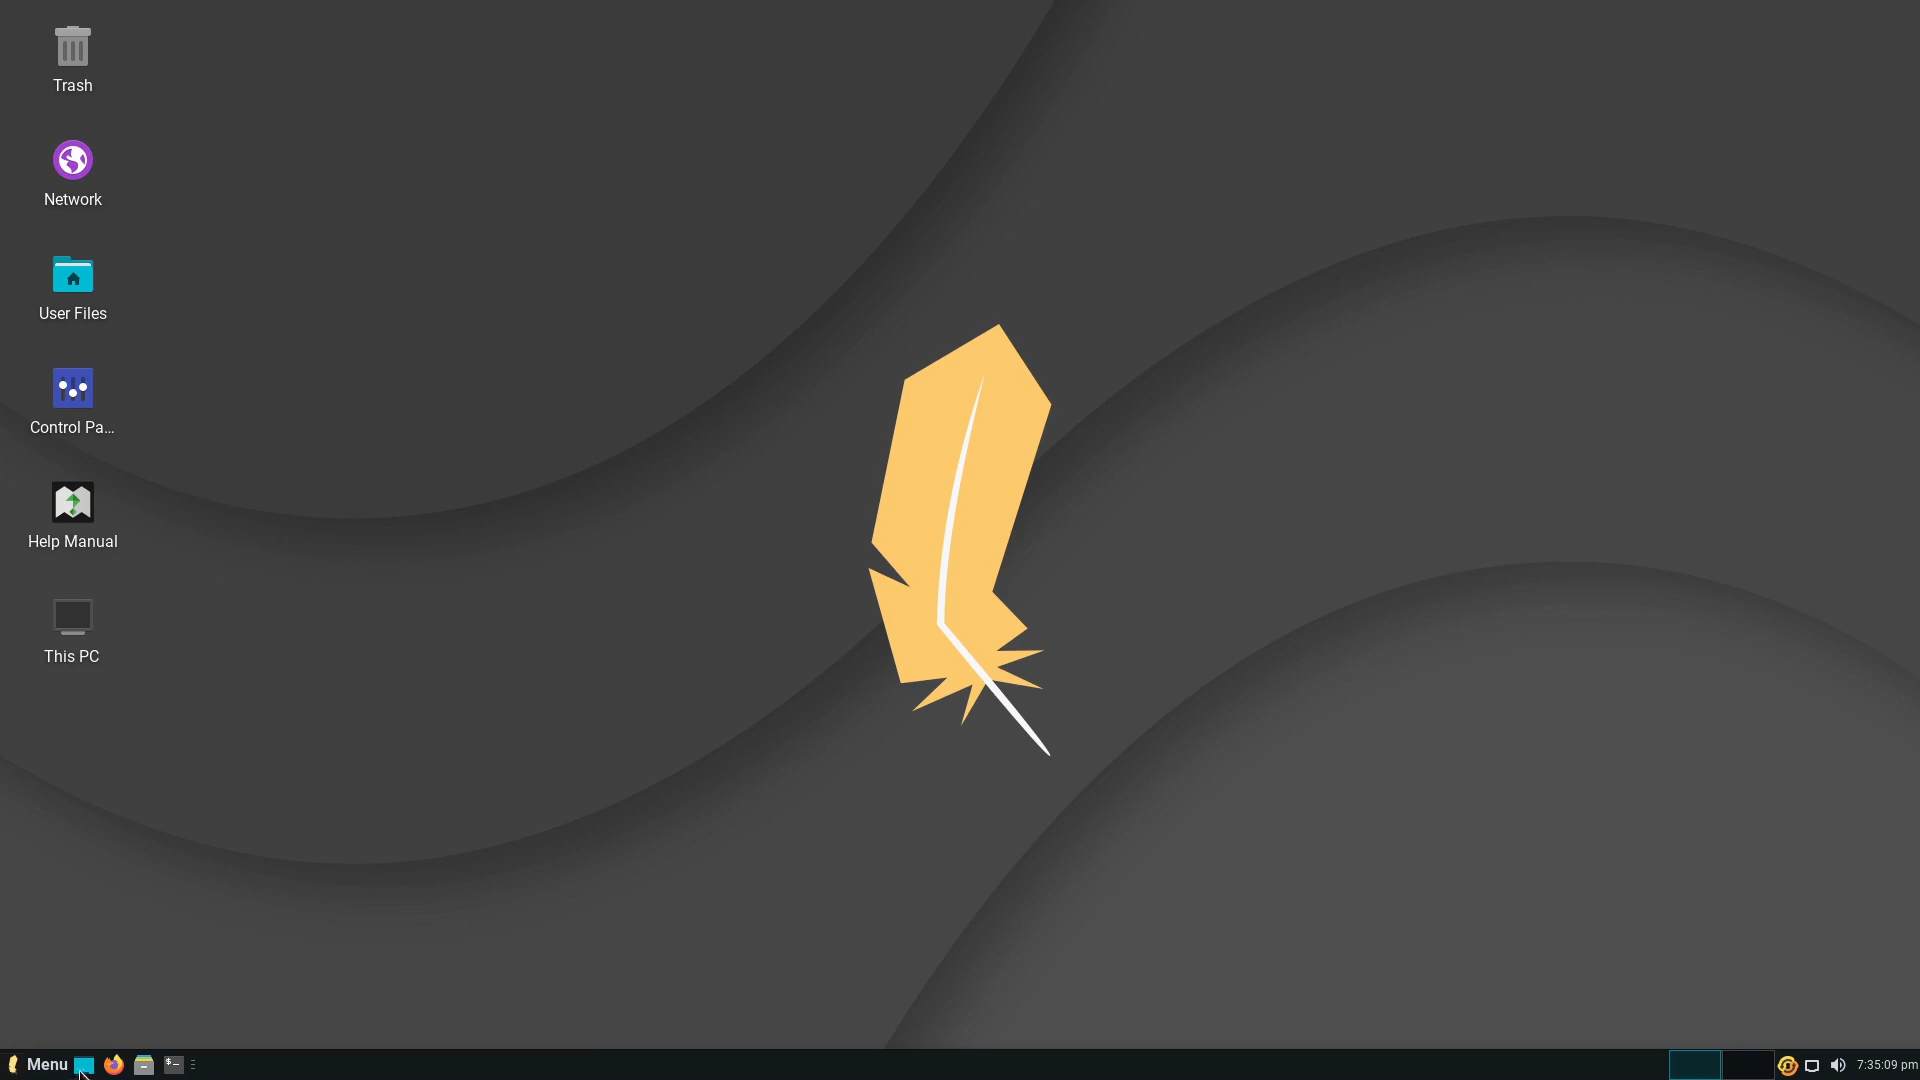 Trash
Network
User Files
Control Pa...
Help Manual
This PC
Menu
$-
7:35:09 pm